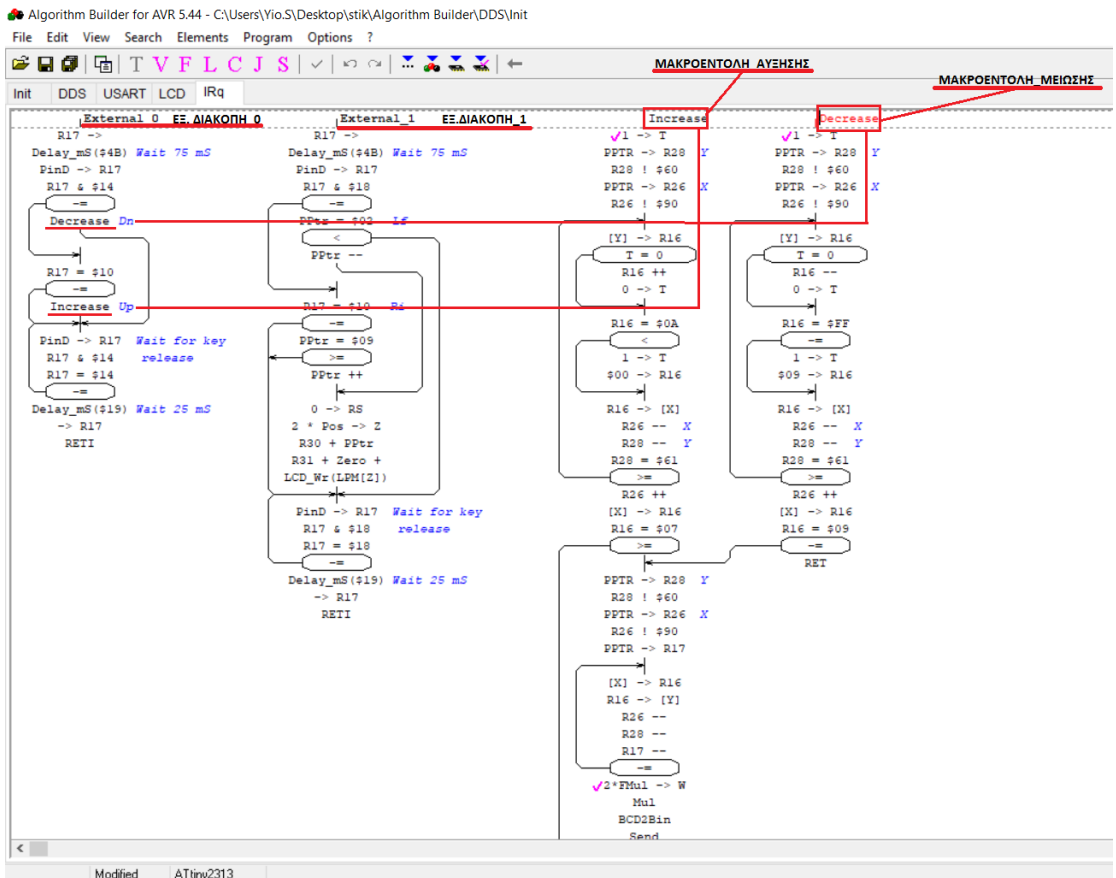 Algorithm Builder for AVR 5.44 - C:\Users\Yio.S\Desktop\stik\Algorithm Builder\DDS\Init
File Edit View Search Elements Program Options ?
T V F L C J S
ΜΑΚΡΟΕΝΤΟΛΗ_ΑΥΞΗΣΗΣ
ΜΑΚΡΟΕΝΤΟΛΗ_ΜΕΙΩΣΗΣ
Init DDS USART LCD IRq
External_0 ΕΞ. ΔΙΑΚΟΠΗ_0
R17 ->
Delay_mS($4B) Wait 75 mS
PinD -> R17
R17 & $14
-=
Decrease Dn
R17 = $10
-=
Increase Up
PinD -> R17 Wait for key
R17 & $14 release
R17 = $14
-=
Delay_mS($19) Wait 25 mS
-> R17
RETI
External_1 ΕΞ.ΔΙΑΚΟΠΗ_1
R17 ->
Delay_mS($4B) Wait 75 mS
PinD -> R17
R17 & $18
-=
PPtr = $02 Lf
<
PPtr --
R17 = $10 Ri
-=
PPtr = $09
>=
PPtr ++
0 -> RS
2 * Pos -> Z
R30 + PPtr
R31 + Zero +
LCD_Wr(LPM[Z])
PinD -> R17 Wait for key
R17 & $18 release
R17 = $18
-=
Delay_mS($19) Wait 25 mS
-> R17
RETI
Increase
1 -> T
PPTR -> R28 Y
R28 ! $60
PPTR -> R26 X
R26 ! $90
[Y] -> R16
T = 0
R16 ++
0 -> T
R16 = $0A
<
1 -> T
$00 -> R16
R16 -> [X]
R26 -- X
R28 -- Y
R28 = $61
>=
R26 ++
[X] -> R16
R16 = $07
>=
PPTR -> R28 Y
R28 ! $60
PPTR -> R26 X
R26 ! $90
PPTR -> R17
[X] -> R16
R16 -> [Y]
R26 --
R28 --
R17 --
-=
2*FMul -> W
Mul
BCD2Bin
Send
Decrease
1 -> T
PPTR -> R28 Y
R28 ! $60
PPTR -> R26 X
R26 ! $90
[Y] -> R16
T = 0
R16 --
0 -> T
R16 = $FF
-=
1 -> T
$09 -> R16
R16 -> [X]
R26 -- X
R28 -- Y
R28 = $61
>=
R26 ++
[X] -> R16
R16 = $09
-=
RET
Modified ATtiny2313